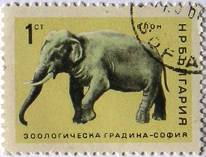 1 СТ
СЛОН
НР БЪЛГАРИЯ
ЗООЛОГИЧЕСКА ГРАДИНА-СОФИЯ